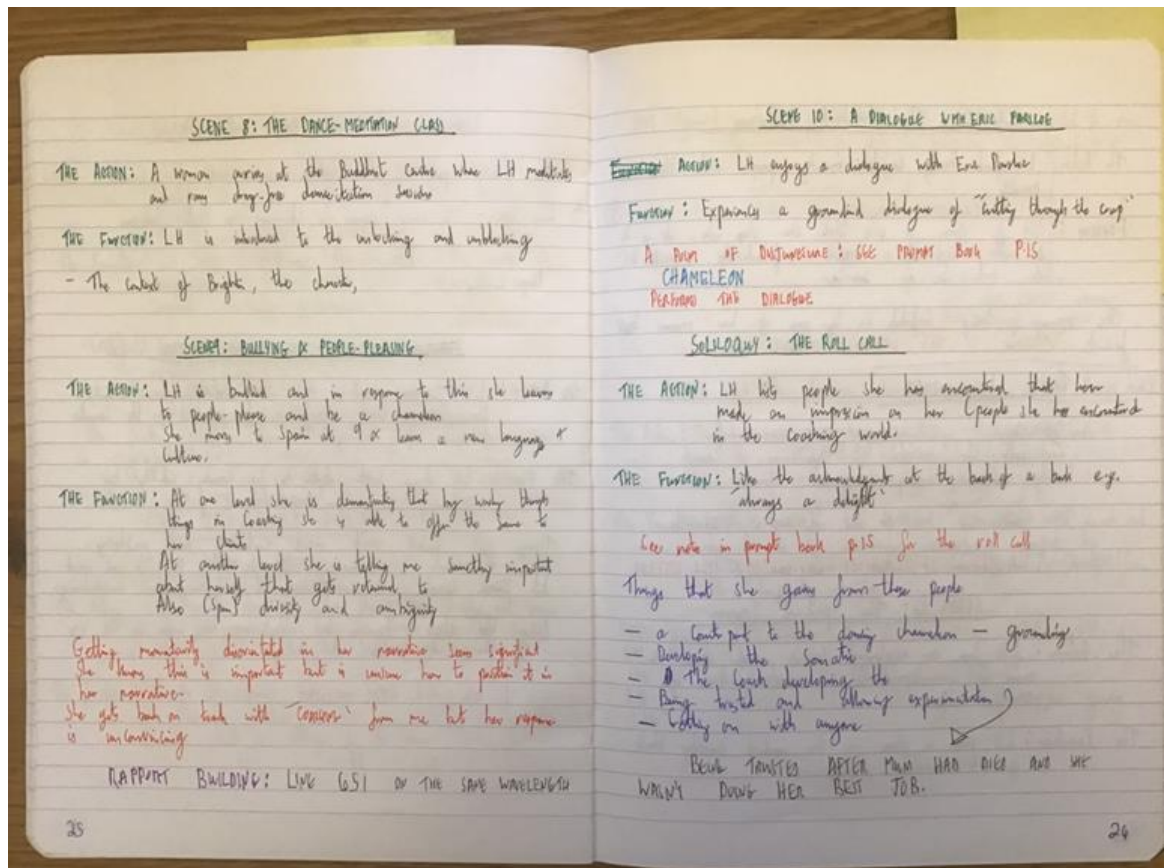 SCENE 8: THE DANCE-MEDITATION CLASS
THE ACTION: A woman at the Buddhist centre where LH meditates
and runs drug-free sessions
THE FUNCTION: LH is introduced to the unlocking and unblocking
- The context of Brighton, the
SCENE 9: BULLYING & PEOPLE-PLEASING
THE ACTION: LH is bullied and in response to this she learns
to people-please and be a chameleon
She moves to Spain at 9 & learns a new language &
culture.
THE FUNCTION: At one level she is demonstrating that by working through
things in Coaching she is able to offer the same to
her clients
At another level she is telling me something important
about herself that gets returned to
Also (Spain) diversity and ambiguity
Getting momentarily disorientated in her narrative seems significant
She knows this is important but is unsure how to position it in
her narrative.
She gets back on track with from me but her response
is unconvincing
RAPPORT BUILDING: LINE 651 ON THE SAME WAVELENGTH
25
SCENE 10: A DIALOGUE WITH ERIC PARSLOE
ACTION: LH enjoys a dialogue with Eric Parsloe
FUNCTION: Experiences a grounded dialogue of "cutting through the crap"
A POINT OF DISJUNCTURE: SEE PROMPT BOOK P.15
CHAMELEON
PERFORMS THE DIALOGUE
SOLILOQUY: THE ROLL CALL
THE ACTION: LH lists people she has encountered that have
made an impression on her (people she has encountered
in the coaching world.
THE FUNCTION: Like the acknowledgments at the back of a book e.g.
'always a delight'
See note in prompt book p.15 for the roll call
Things that she gains from these people
- a counterpoint to the chameleon - grounding
- Developing the Somatic
- The Coach developing the
- Being trusted and allowing experimentation
- Getting on with anyone
BEING TRUSTED AFTER MUM HAD DIED AND SHE
WASN'T DOING HER BEST JOB.
26